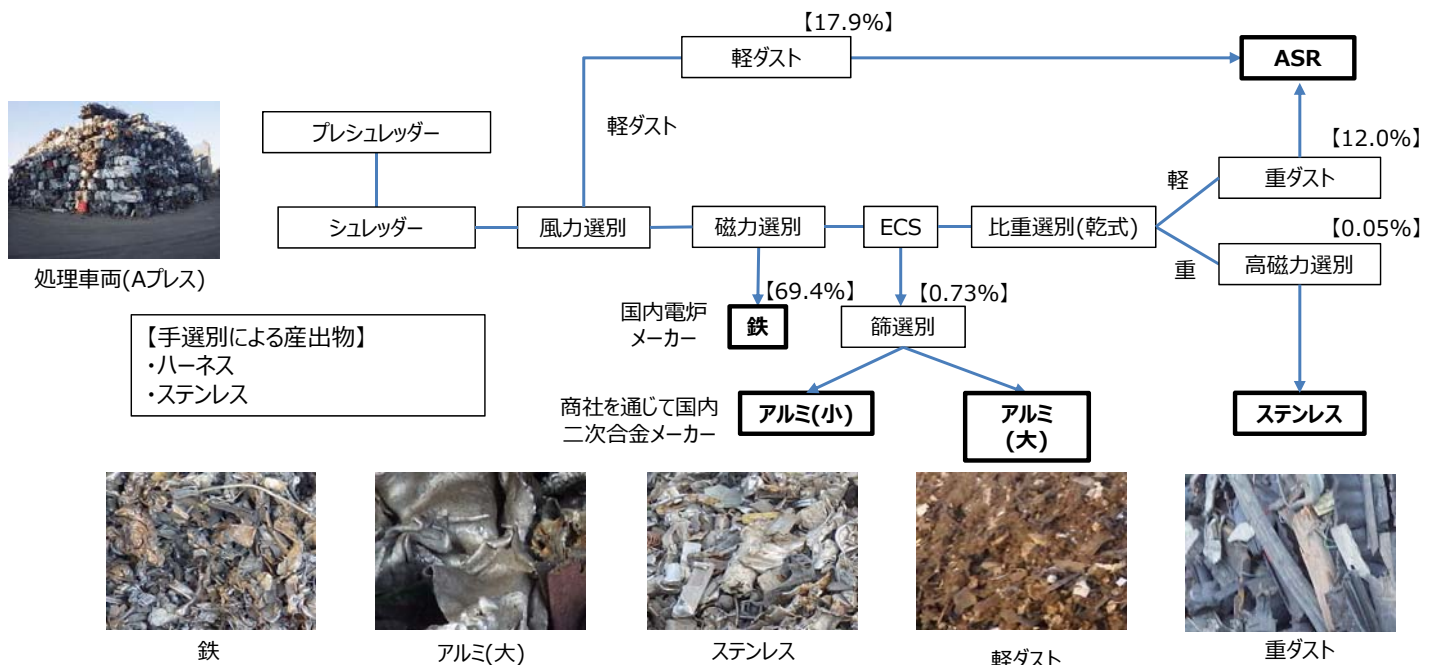 【17.9%】
軽ダスト
ASR
プレシュレッダー
軽ダスト
【12.0%】
重ダスト
軽
シュレッダー
風力選別
磁力選別
ECS
比重選別(乾式)
【0.05%】
重
高磁力選別
処理車両(Aプレス)
【69.4%】
【0.73%】
国内電炉
メーカー
鉄
篩選別
【手選別による産出物】
・ハーネス
・ステンレス
商社を通じて国内
二次合金メーカー
アルミ(小)
アルミ
(大)
ステンレス
鉄
アルミ(大)
ステンレス
軽ダスト
重ダスト